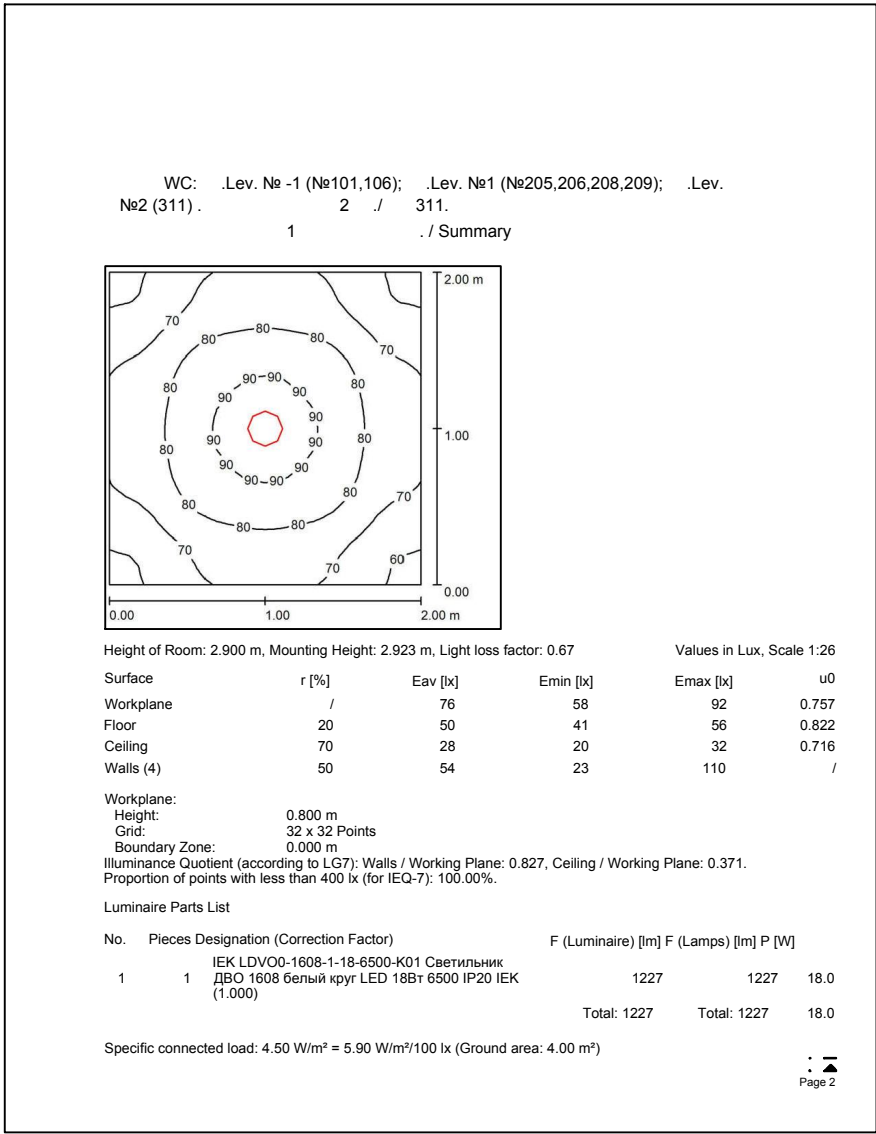 WC: .Lev. № -1 (№101,106); .Lev. №1 (№205,206,208,209); .Lev.
№2 (311) . 2 ./ 311.
1 . / Summary
2.00 m
70
80
80
80
70
90
90
80
90
90
80
90
90
80
1.00
90
90
80
90
90
90
90
80
70
80
80
80
70
60
70
0.00
0.00
1.00
2.00 m
Height of Room: 2.900 m, Mounting Height: 2.923 m, Light loss factor: 0.67 Values in Lux, Scale 1:26
Surface r [%] Eav [lx] Emin [lx] Emax [lx] u0
Workplane / 76 58 92 0.757
Floor 20 50 41 56 0.822
Ceiling 70 28 20 32 0.716
Walls (4) 50 54 23 110 /
Workplane:
Height: 0.800 m
Grid: 32 x 32 Points
Boundary Zone: 0.000 m
Illuminance Quotient (according to LG7): Walls / Working Plane: 0.827, Ceiling / Working Plane: 0.371.
Proportion of points with less than 400 lx (for IEQ-7): 100.00%.
Luminaire Parts List
No. Pieces Designation (Correction Factor) F (Luminaire) [lm] F (Lamps) [lm] P [W]
IEK LDVO0-1608-1-18-6500-K01 Светильник
1 1 ДВО 1608 белый круг LED 18Вт 6500 IP20 IEK 1227 1227 18.0
(1.000)
Total: 1227 Total: 1227 18.0
Specific connected load: 4.50 W/m² = 5.90 W/m²/100 lx (Ground area: 4.00 m²)
Page 2